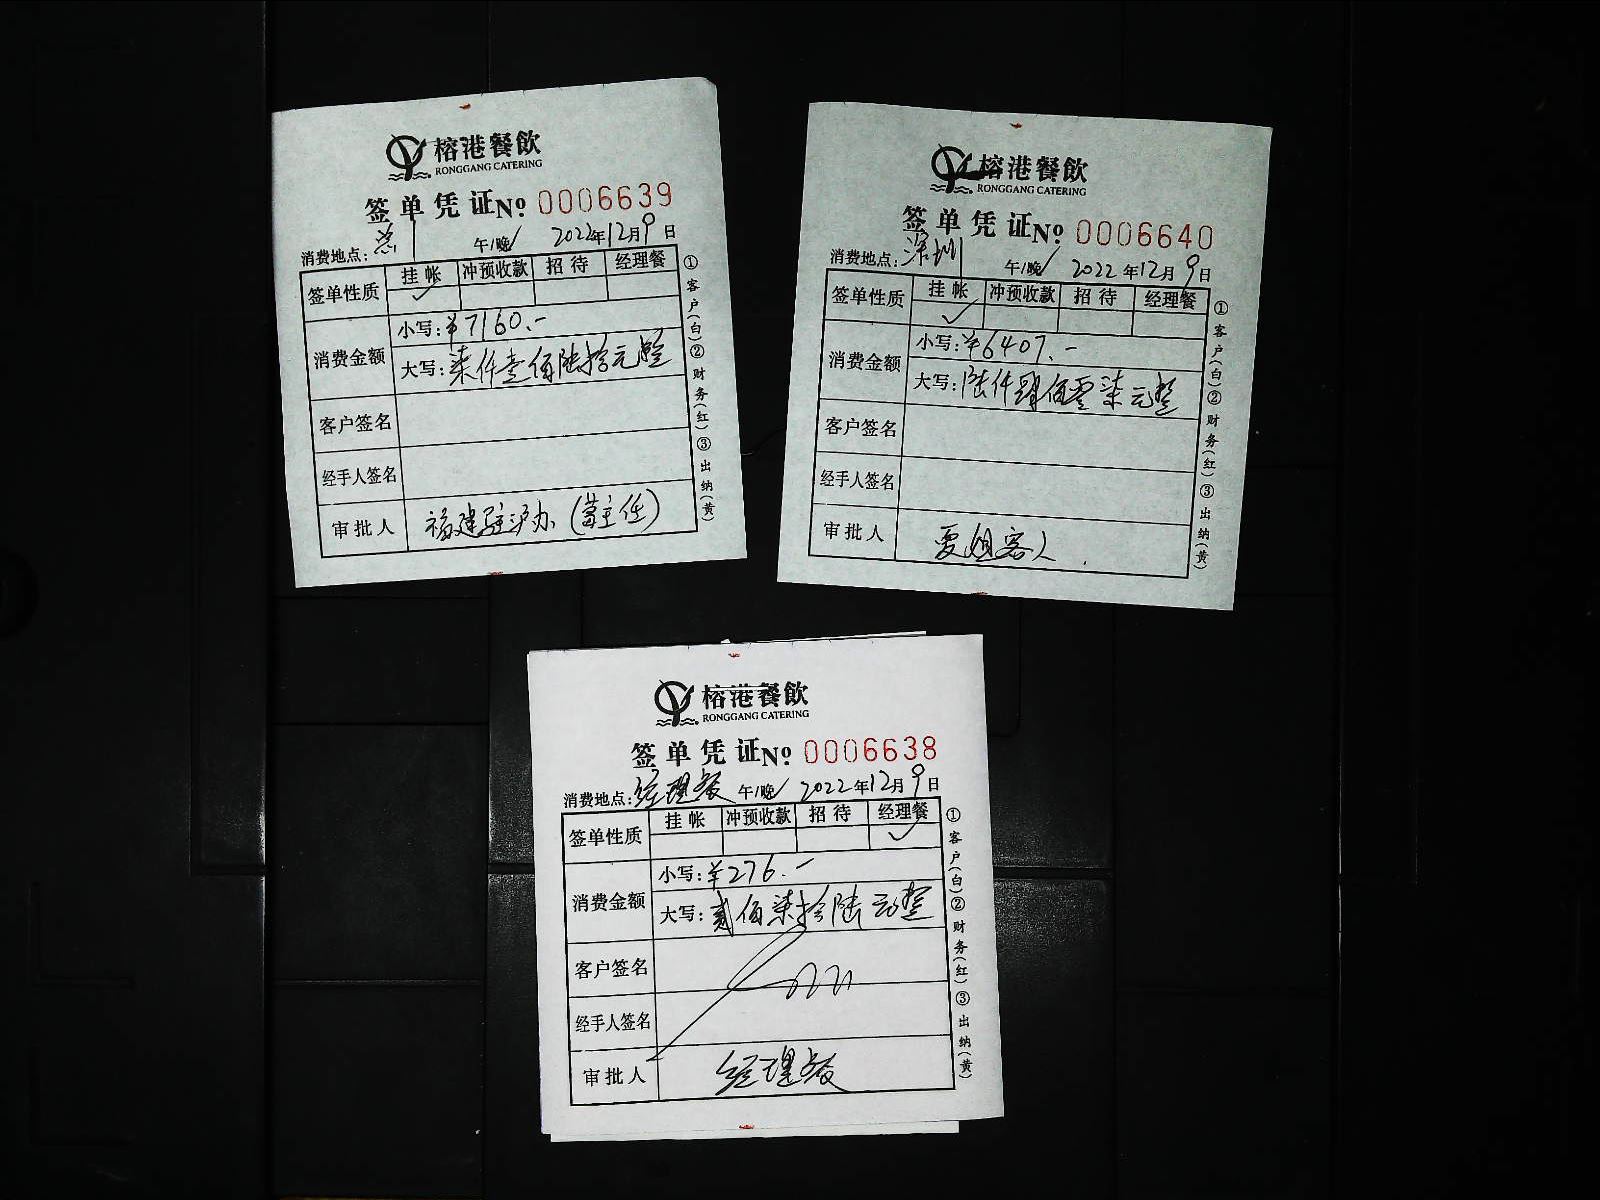 榕港餐飲
RONGGANG CATERING
签单凭证 No 0006639
消费地点: 午/晚✓ 2022年12月9日
签单性质 挂帐 冲预收款 招待 经理餐
✓
消费金额 小写:¥7160.-
大写:柒仟壹佰陆拾元整
客户签名
经手人签名
审批人 福建驻沪办(萧主任)
①客户(白)②财务(红)③出纳(黄)
榕港餐飲
RONGGANG CATERING
签单凭证 No 0006640
消费地点:深圳 午/晚✓ 2022年12月9日
签单性质 挂帐 冲预收款 招待 经理餐
✓
消费金额 小写:¥6407.-
大写:陆仟肆佰零柒元整
客户签名
经手人签名
审批人 夏姐客人.
①客户(白)②财务(红)③出纳(黄)
榕港餐飲
RONGGANG CATERING
签单凭证 No 0006638
消费地点:经理餐 午/晚✓ 2022年12月9日
签单性质 挂帐 冲预收款 招待 经理餐
✓
消费金额 小写:¥276.-
大写:贰佰柒拾陆元整
客户签名
经手人签名
审批人 经理餐
①客户(白)②财务(红)③出纳(黄)